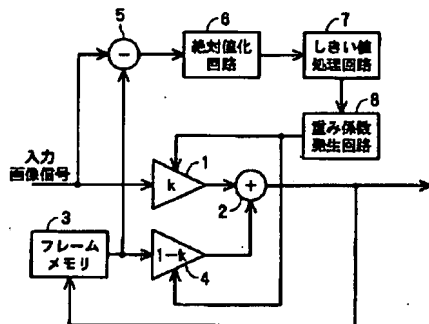 5
6
7
−
絶対値化
回路
しきい値
処理回路
8
重み係数
発生回路
入力
画像信号
1
k
+
2
3
フレーム
メモリ
1−k
4